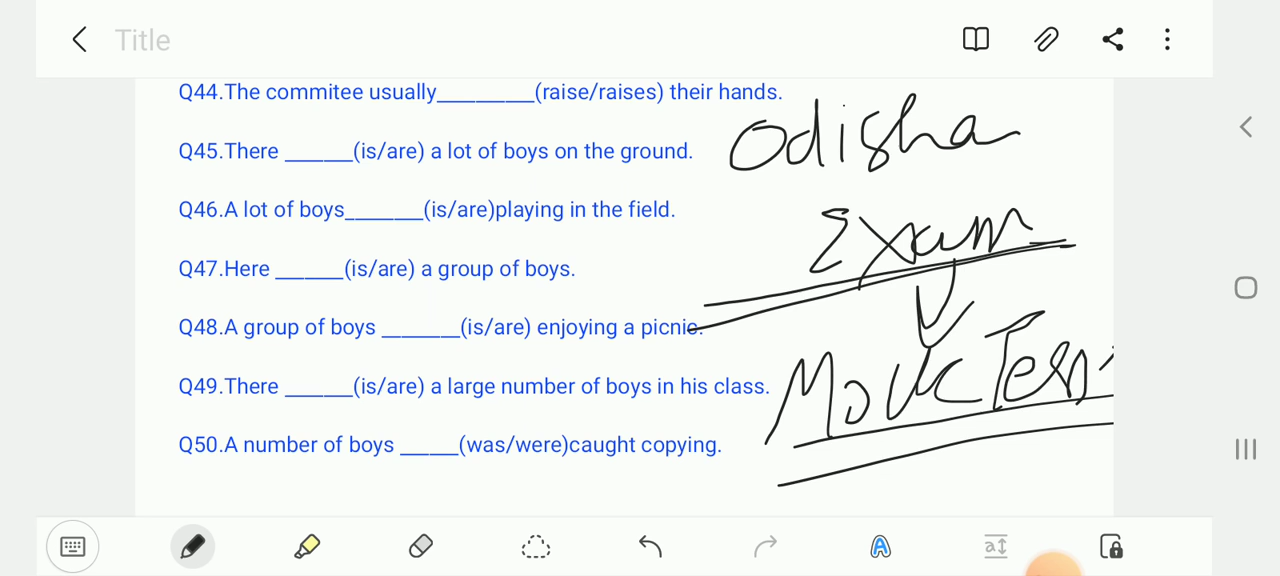 Title
Q44.The commitee usually_________(raise/raises) their hands.
Q45.There ______(is/are) a lot of boys on the ground.
Q46.A lot of boys_______(is/are)playing in the field.
Q47.Here ______(is/are) a group of boys.
Q48.A group of boys _______(is/are) enjoying a picnic.
Q49.There ______(is/are) a large number of boys in his class.
Q50.A number of boys _____(was/were)caught copying.
Odisha
Exam
Mock